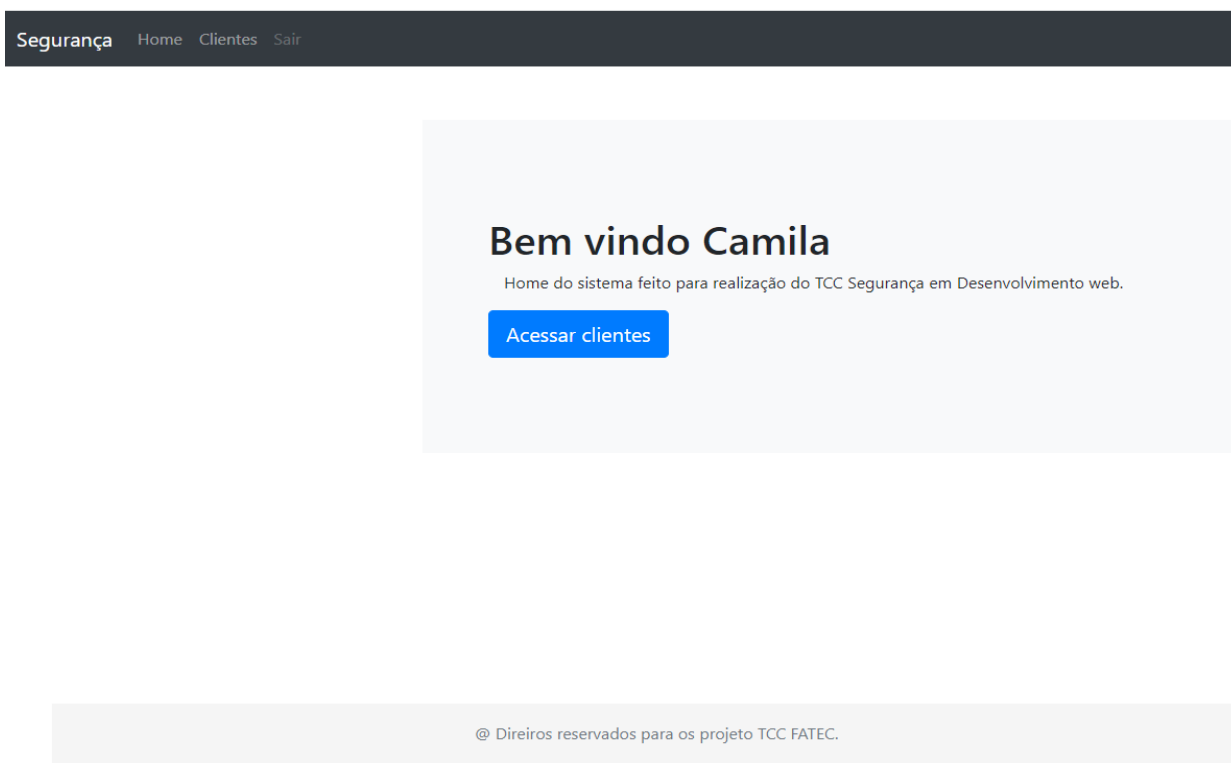 Segurança Home Clientes Sair
Bem vindo Camila
Home do sistema feito para realização do TCC Segurança em Desenvolvimento web.
Acessar clientes
@ Direiros reservados para os projeto TCC FATEC.